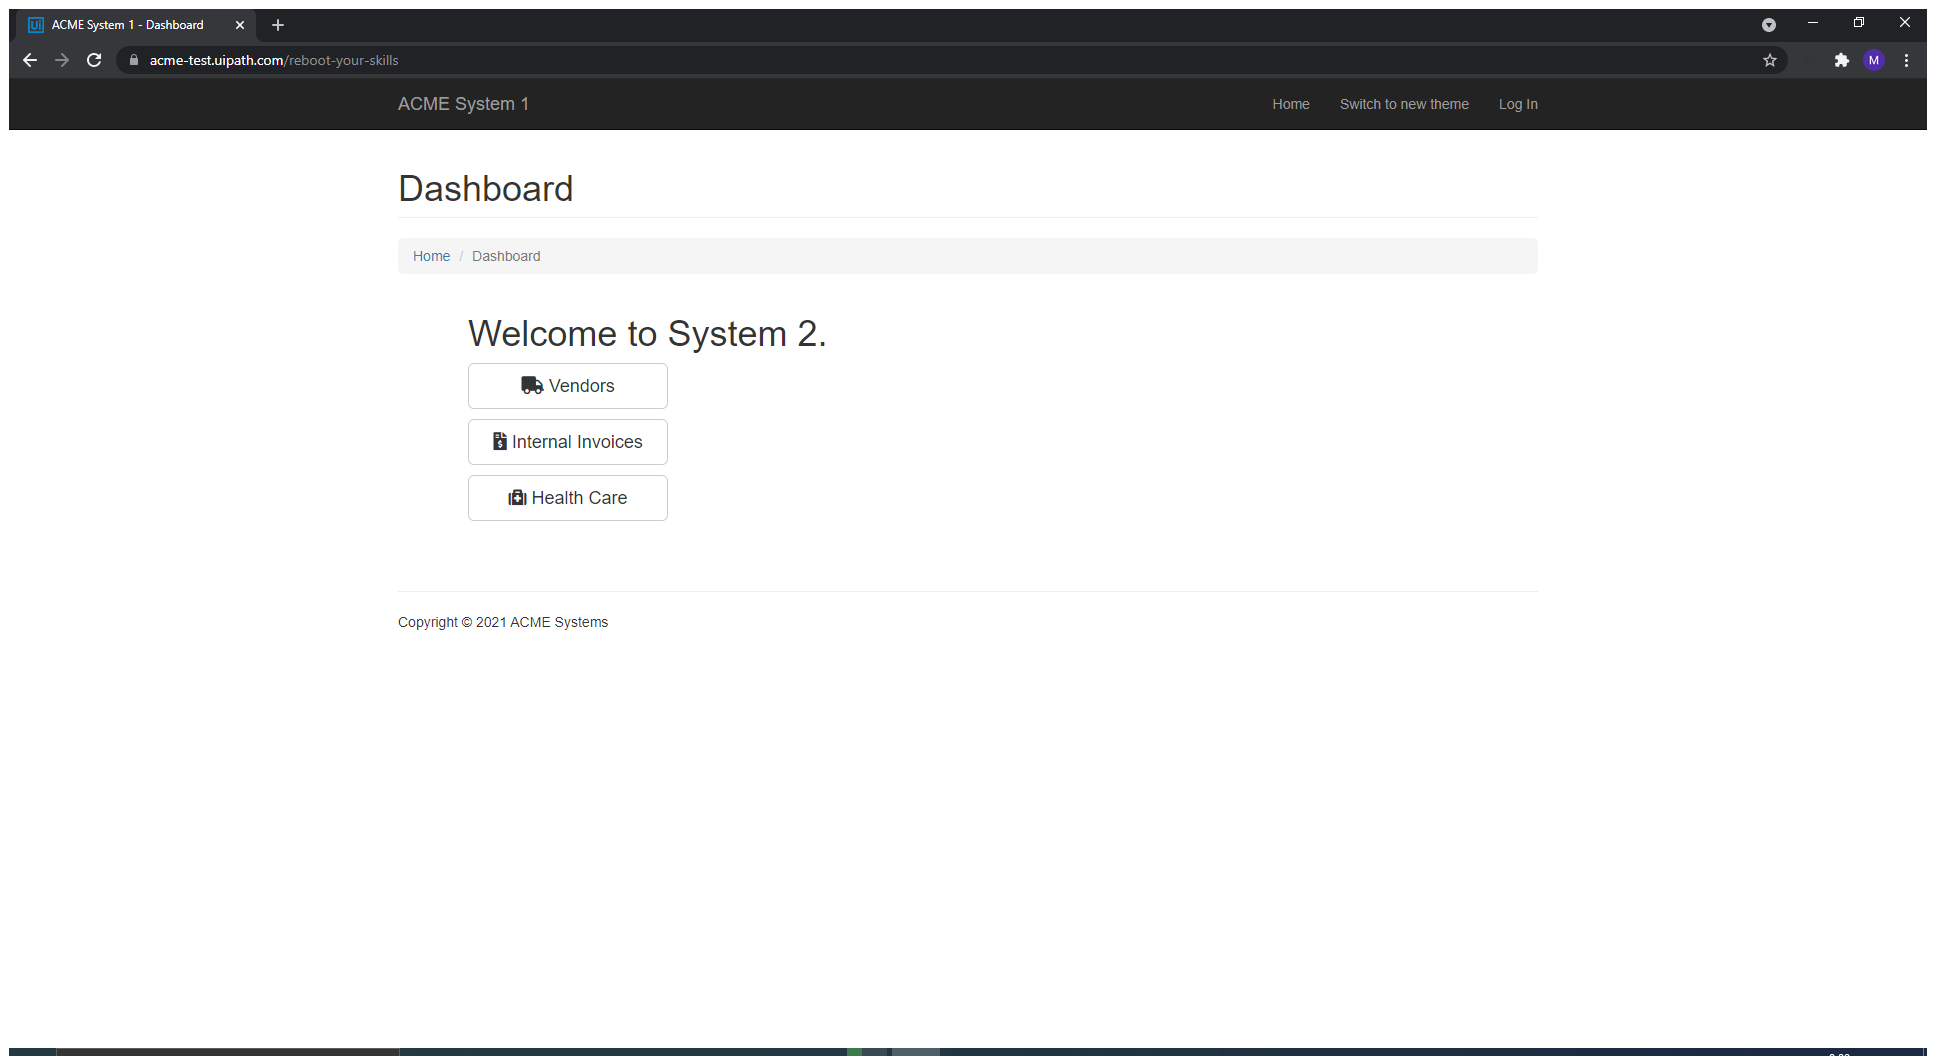 Ui ACME System 1 - Dashboard
acme-test.uipath.com/reboot-your-skills
M
ACME System 1 Home Switch to new theme Log In
Dashboard
Home / Dashboard
Welcome to System 2.
Vendors
Internal Invoices
Health Care
Copyright © 2021 ACME Systems